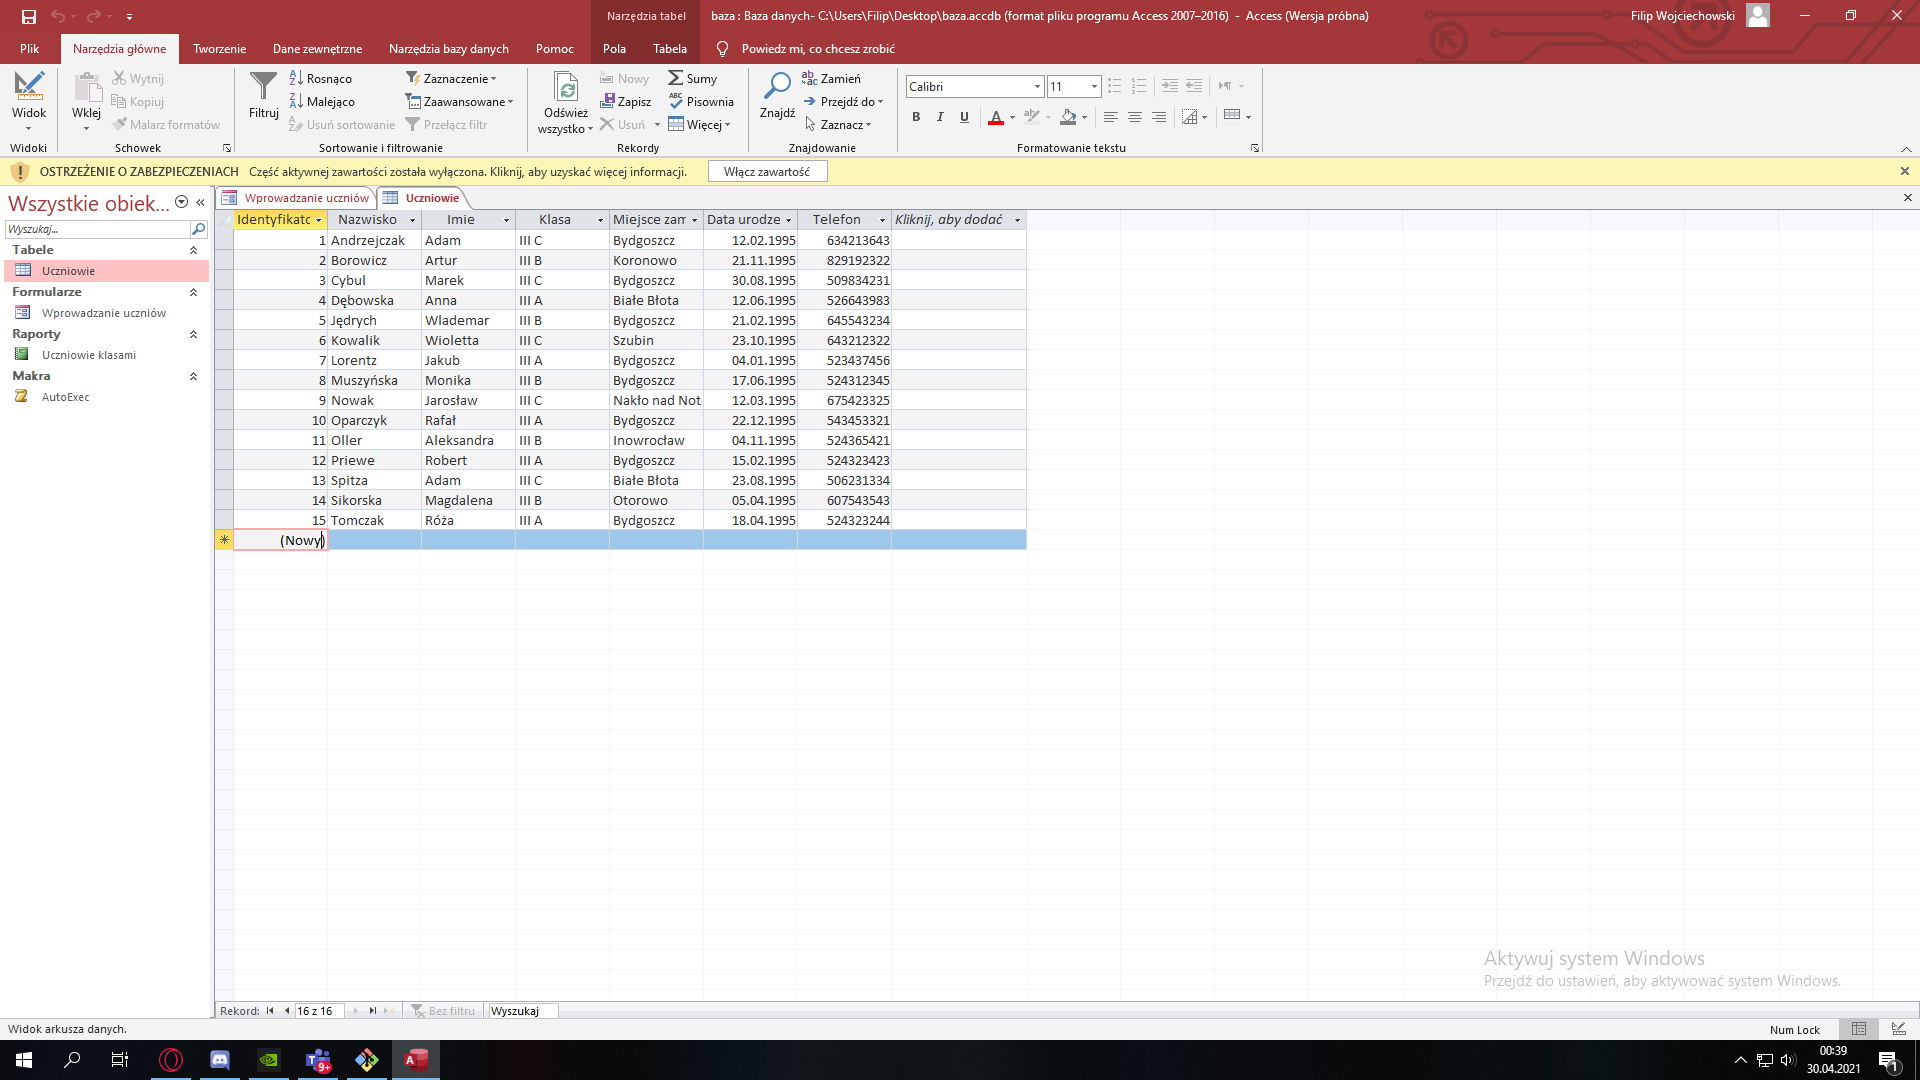 Narzędzia tabel
baza : Baza danych- C:\Users\Filip\Desktop\baza.accdb (format pliku programu Access 2007–2016) - Access (Wersja próbna)
Filip Wojciechowski
Plik Narzędzia główne Tworzenie Dane zewnętrzne Narzędzia bazy danych Pomoc Pola Tabela Powiedz mi, co chcesz zrobić
Widok
Widoki
Wklej
Wytnij
Kopiuj
Malarz formatów
Schowek
Filtruj
Rosnąco
Malejąco
Usuń sortowanie
Zaznaczenie
Zaawansowane
Przełącz filtr
Sortowanie i filtrowanie
Odśwież
wszystko
Nowy
Zapisz
Usuń
Sumy
Pisownia
Więcej
Rekordy
Znajdź
Zamień
Przejdź do
Zaznacz
Znajdowanie
Calibri 11
B I U
Formatowanie tekstu
OSTRZEŻENIE O ZABEZPIECZENIACH Część aktywnej zawartości została wyłączona. Kliknij, aby uzyskać więcej informacji. Włącz zawartość
Wszystkie obiek...
Wyszukaj...
Tabele
Uczniowie
Formularze
Wprowadzanie uczniów
Raporty
Uczniowie klasami
Makra
AutoExec
Wprowadzanie uczniów Uczniowie
Identyfikatc Nazwisko Imie Klasa Miejsce zam Data urodze Telefon Kliknij, aby dodać
1 Andrzejczak Adam III C Bydgoszcz 12.02.1995 634213643
2 Borowicz Artur III B Koronowo 21.11.1995 829192322
3 Cybul Marek III C Bydgoszcz 30.08.1995 509834231
4 Dębowska Anna III A Białe Błota 12.06.1995 526643983
5 Jędrych Wlademar III B Bydgoszcz 21.02.1995 645543234
6 Kowalik Wioletta III C Szubin 23.10.1995 643212322
7 Lorentz Jakub III A Bydgoszcz 04.01.1995 523437456
8 Muszyńska Monika III B Bydgoszcz 17.06.1995 524312345
9 Nowak Jarosław III C Nakło nad Not 12.03.1995 675423325
10 Oparczyk Rafał III A Bydgoszcz 22.12.1995 543453321
11 Oller Aleksandra III B Inowrocław 04.11.1995 524365421
12 Priewe Robert III A Bydgoszcz 15.02.1995 524323423
13 Spitza Adam III C Białe Błota 23.08.1995 506231334
14 Sikorska Magdalena III B Otorowo 05.04.1995 607543543
15 Tomczak Róża III A Bydgoszcz 18.04.1995 524323244
(Nowy)
Aktywuj system Windows
Przejdź do ustawień, aby aktywować system Windows.
Rekord: 16 z 16 Bez filtru Wyszukaj
Widok arkusza danych.
Num Lock
9+
00:39
30.04.2021
1